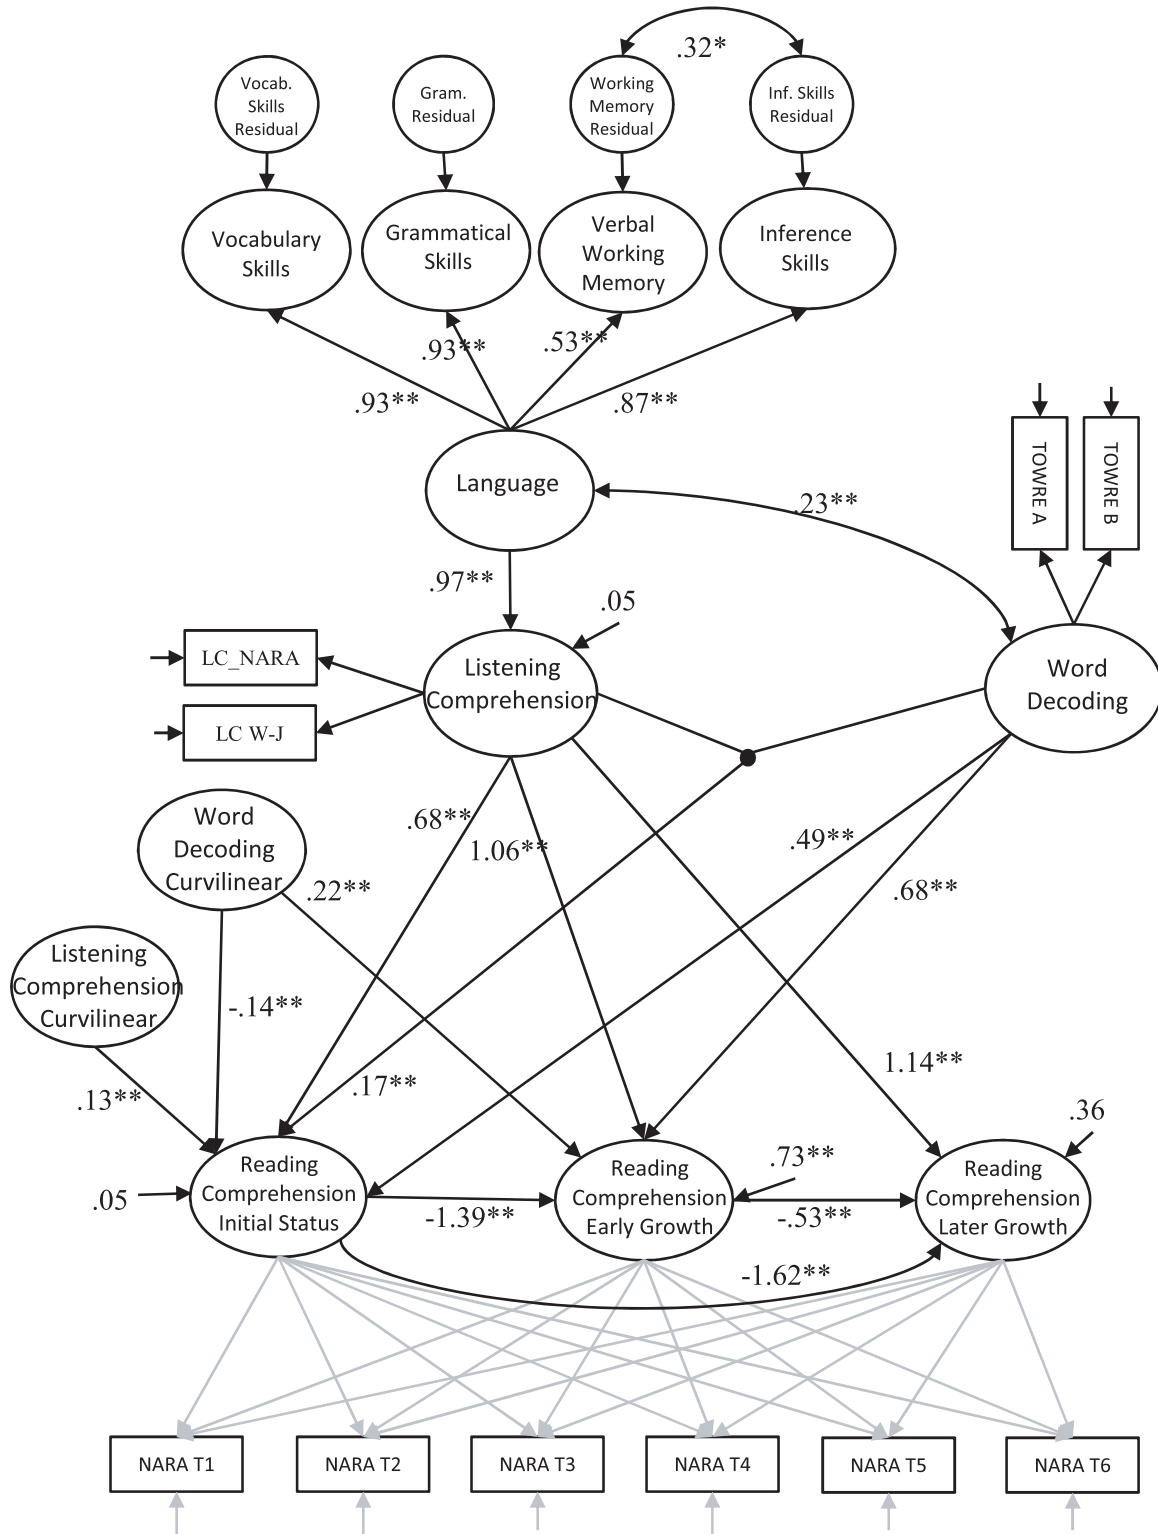 .32*
Vocab.
Skills
Residual
Gram.
Residual
Working
Memory
Residual
Inf. Skills
Residual
Vocabulary
Skills
Grammatical
Skills
Verbal
Working
Memory
Inference
Skills
.93**
.93**
.53**
.87**
Language
.23**
TOWRE A
TOWRE B
.97**
.05
LC_NARA
LC W-J
Listening
Comprehension
Word
Decoding
Word
Decoding
Curvilinear
.68**
1.06**
.49**
.22**
.68**
Listening
Comprehension
Curvilinear
-.14**
.13**
.17**
1.14**
.36
.73**
.05
Reading
Comprehension
Initial Status
-1.39**
Reading
Comprehension
Early Growth
-.53**
Reading
Comprehension
Later Growth
-1.62**
NARA T1
NARA T2
NARA T3
NARA T4
NARA T5
NARA T6